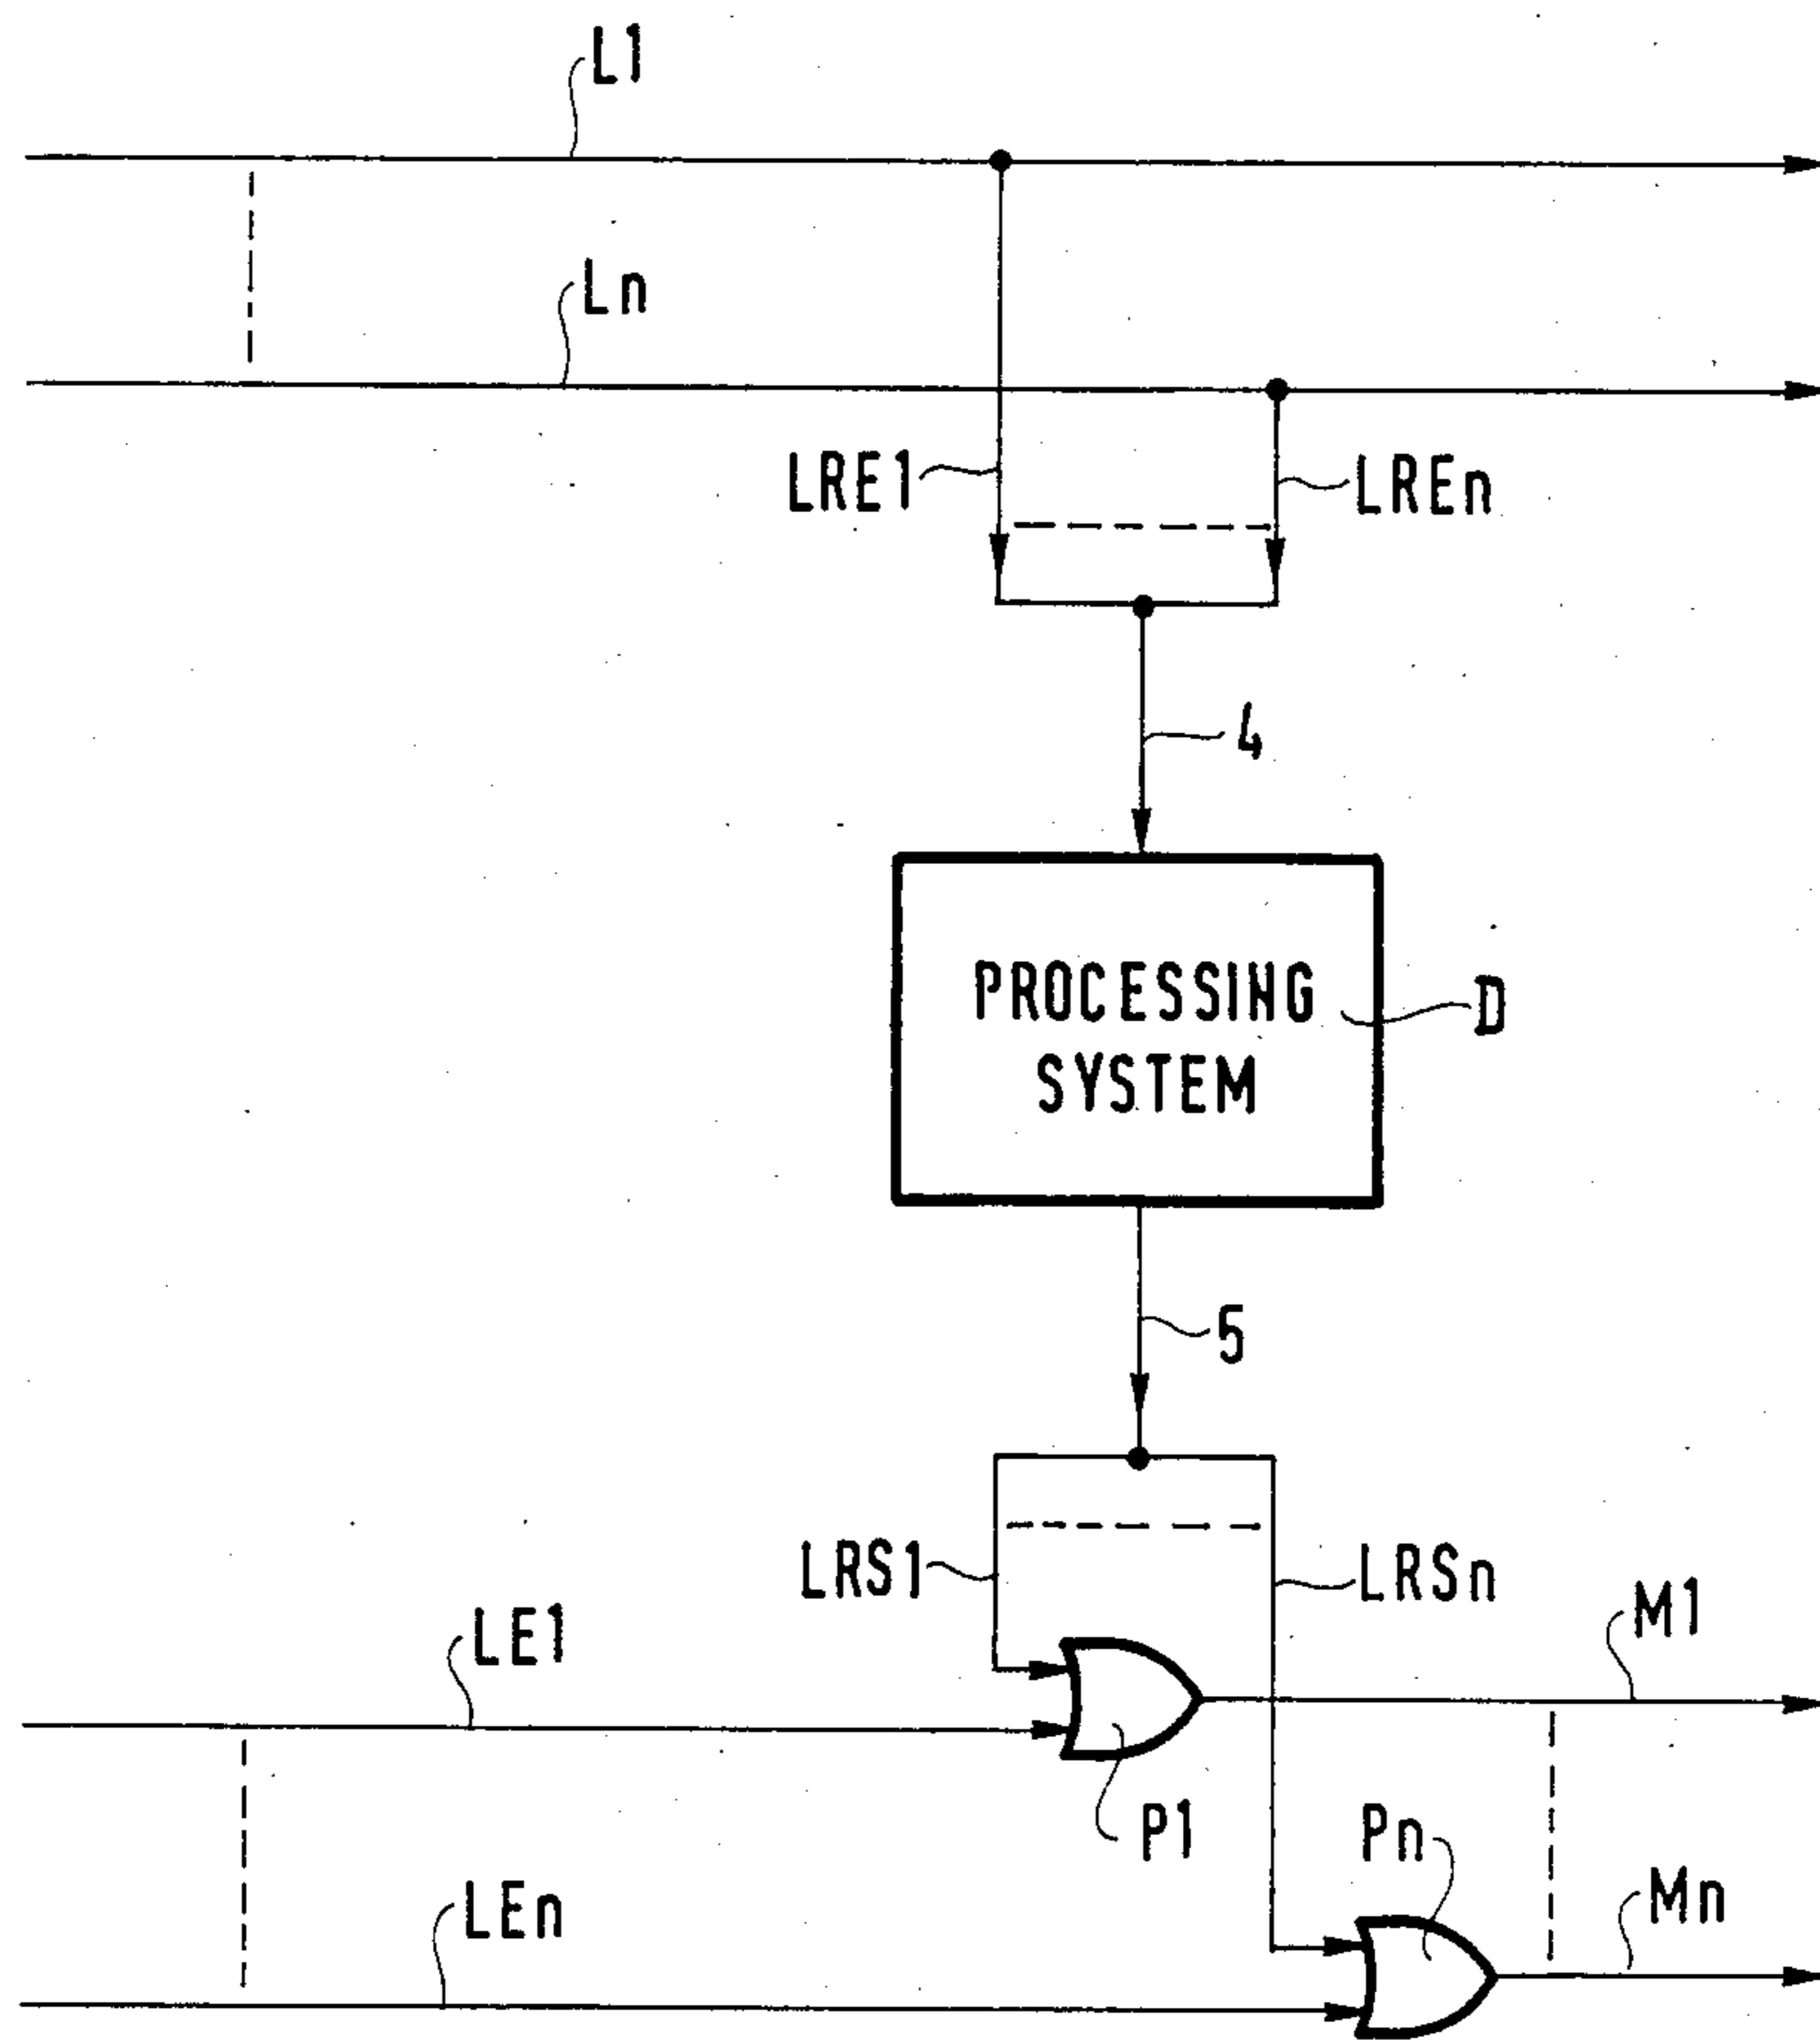 L1
Ln
LRE1
LREn
4
PROCESSING
SYSTEM
D
5
LRS1
LRSn
LE1
M1
P1
Pn
LEn
Mn